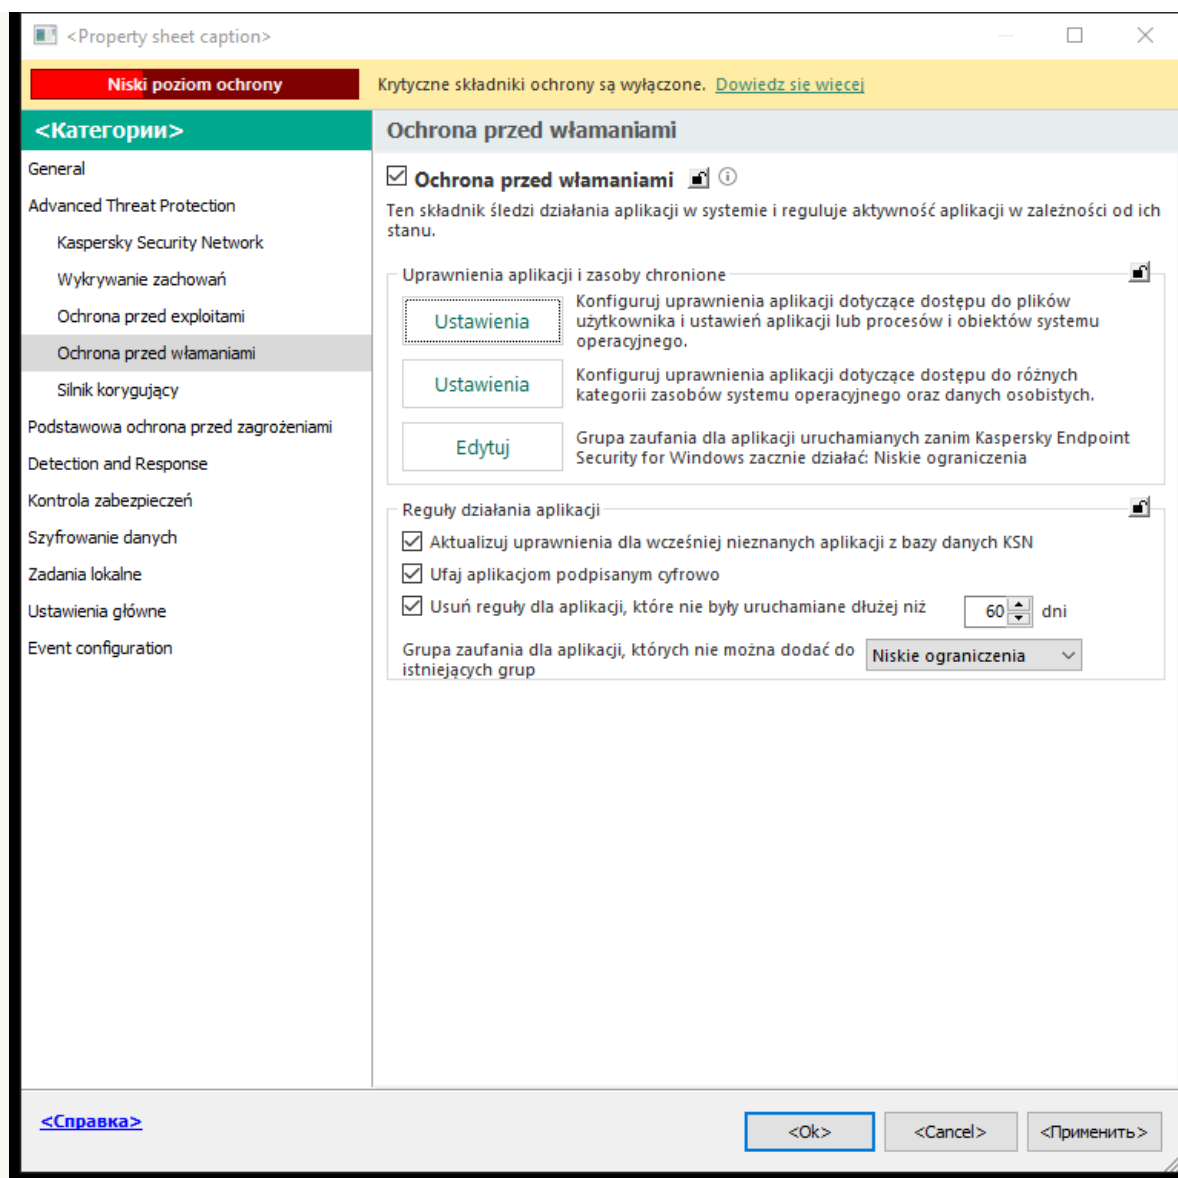 <Property sheet caption>
Niski poziom ochrony
Krytyczne składniki ochrony są wyłączone. Dowiedz się więcej
<Категории>
General
Advanced Threat Protection
Kaspersky Security Network
Wykrywanie zachowań
Ochrona przed exploitami
Ochrona przed włamaniami
Silnik korygujący
Podstawowa ochrona przed zagrożeniami
Detection and Response
Kontrola zabezpieczeń
Szyfrowanie danych
Zadania lokalne
Ustawienia główne
Event configuration
Ochrona przed włamaniami
Ochrona przed włamaniami
Ten składnik śledzi działania aplikacji w systemie i reguluje aktywność aplikacji w zależności od ich
stanu.
Uprawnienia aplikacji i zasoby chronione
Ustawienia
Konfiguruj uprawnienia aplikacji dotyczące dostępu do plików
użytkownika i ustawień aplikacji lub procesów i obiektów systemu
operacyjnego.
Ustawienia
Konfiguruj uprawnienia aplikacji dotyczące dostępu do różnych
kategorii zasobów systemu operacyjnego oraz danych osobistych.
Edytuj
Grupa zaufania dla aplikacji uruchamianych zanim Kaspersky Endpoint
Security for Windows zacznie działać: Niskie ograniczenia
Reguły działania aplikacji
Aktualizuj uprawnienia dla wcześniej nieznanych aplikacji z bazy danych KSN
Ufaj aplikacjom podpisanym cyfrowo
Usuń reguły dla aplikacji, które nie były uruchamiane dłużej niż 60 dni
Grupa zaufania dla aplikacji, których nie można dodać do
istniejących grup
Niskie ograniczenia
<Справка>
<Ok>
<Cancel>
<Применить>